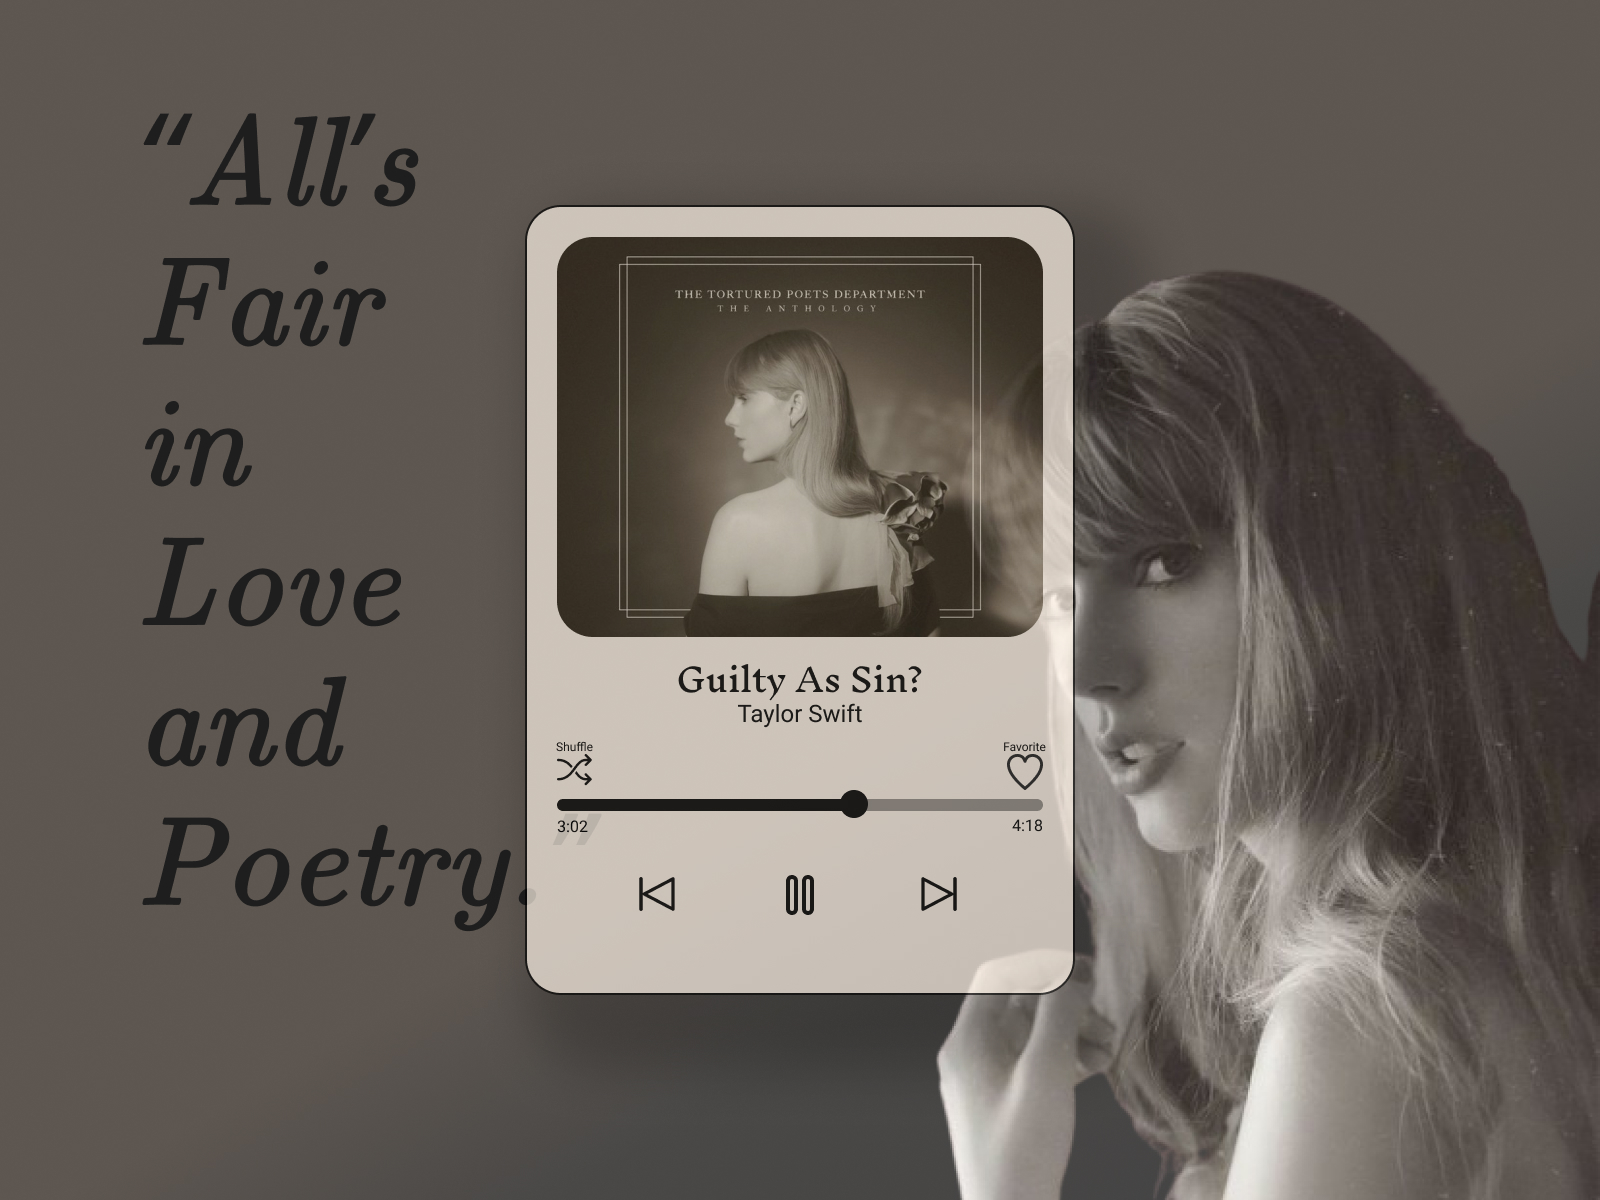 “All’s
Fair
in
Love
and
Poetry.
”
THE TORTURED POETS DEPARTMENT
THE ANTHOLOGY
Guilty As Sin?
Taylor Swift
Shuffle
Favorite
3:02
4:18